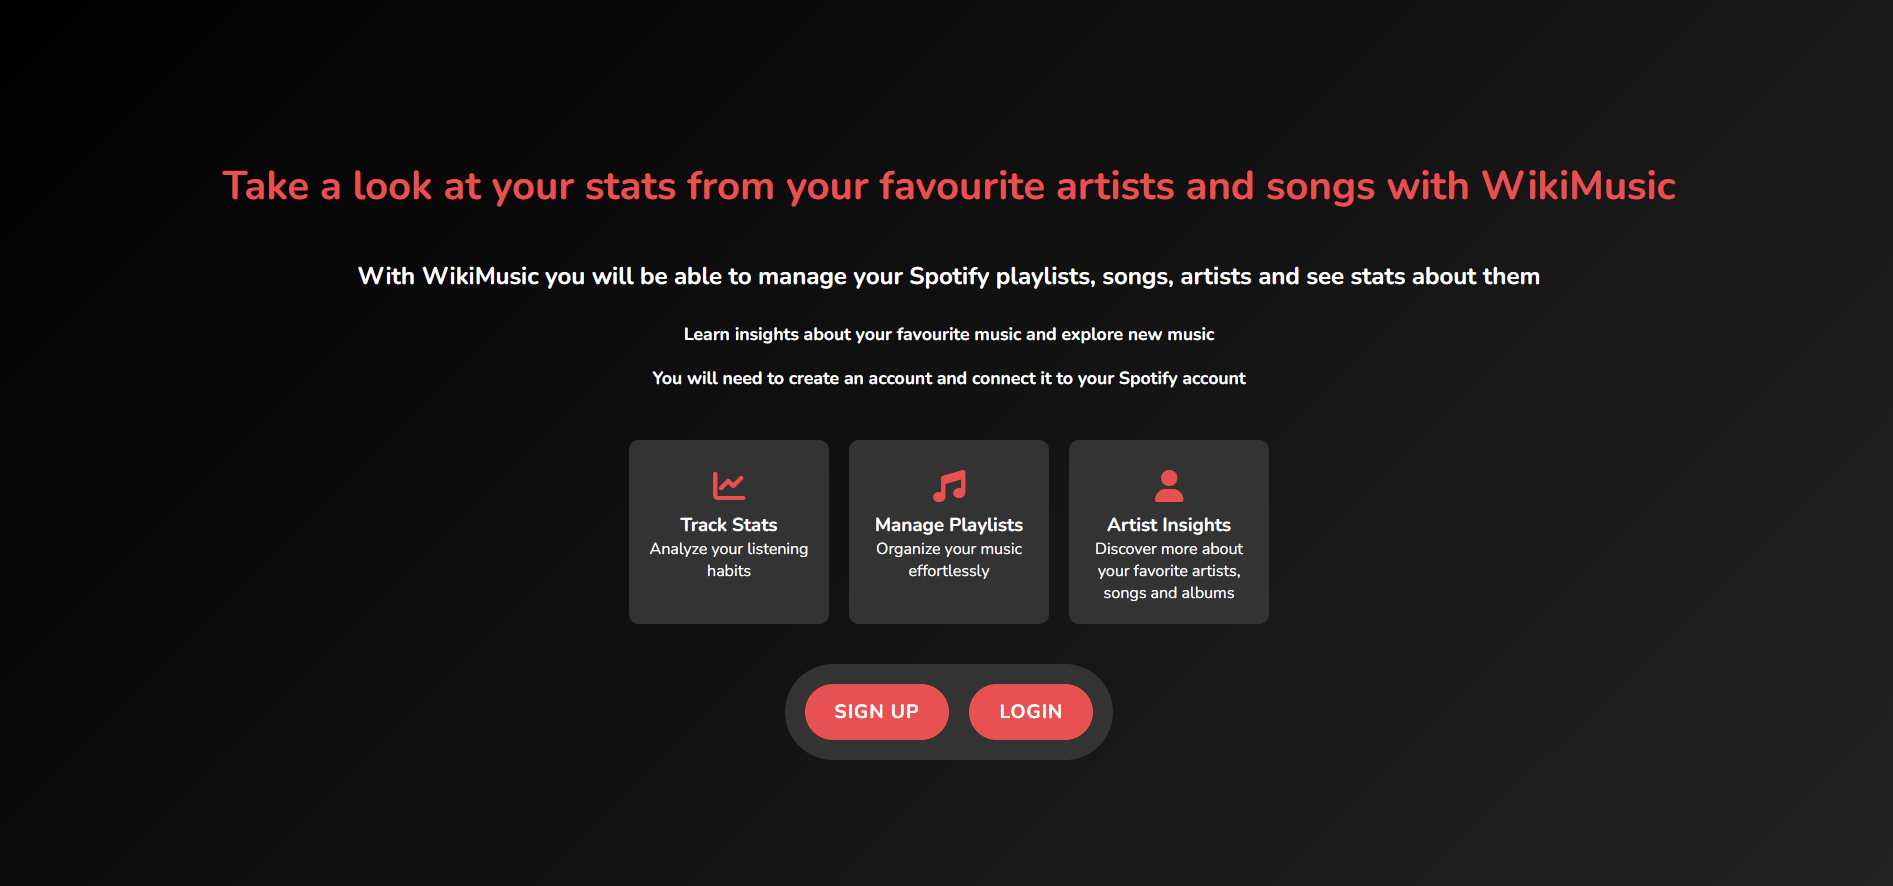 Take a look at your stats from your favourite artists and songs with WikiMusic
With WikiMusic you will be able to manage your Spotify playlists, songs, artists and see stats about them
Learn insights about your favourite music and explore new music
You will need to create an account and connect it to your Spotify account
Track Stats
Analyze your listening
habits
Manage Playlists
Organize your music
effortlessly
Artist Insights
Discover more about
your favorite artists,
songs and albums
SIGN UP
LOGIN